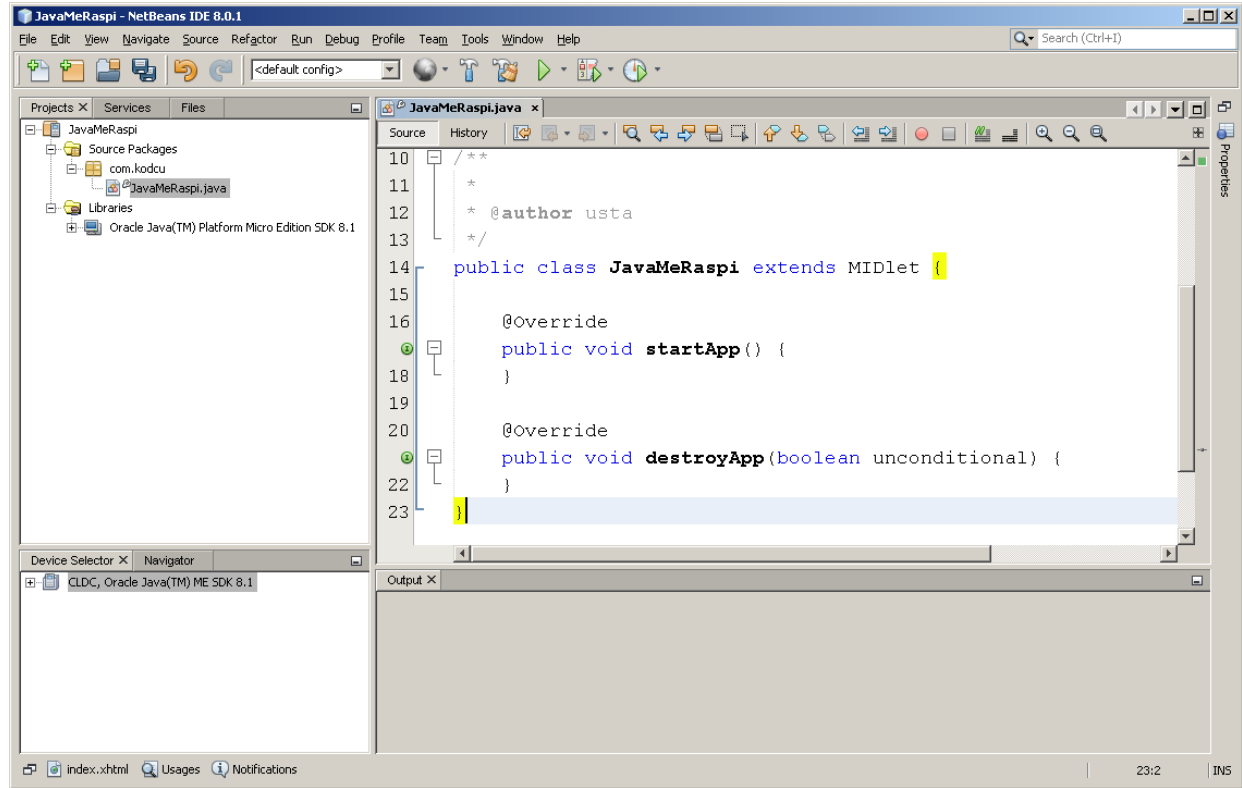 JavaMeRaspi - NetBeans IDE 8.0.1
File Edit View Navigate Source Refactor Run Debug Profile Team Tools Window Help
Search (Ctrl+I)
<default config>
Projects Services Files
JavaMeRaspi
Source Packages
com.kodcu
JavaMeRaspi.java
Libraries
Oracle Java(TM) Platform Micro Edition SDK 8.1
JavaMeRaspi.java
Source History
10 /**
11 *
12 * @author usta
13 */
14 public class JavaMeRaspi extends MIDlet {
15
16 @Override
public void startApp() {
18 }
19
20 @Override
public void destroyApp(boolean unconditional) {
22 }
23 }
Properties
Device Selector Navigator
CLDC, Oracle Java(TM) ME SDK 8.1
Output
index.xhtml Usages Notifications
23:2 INS